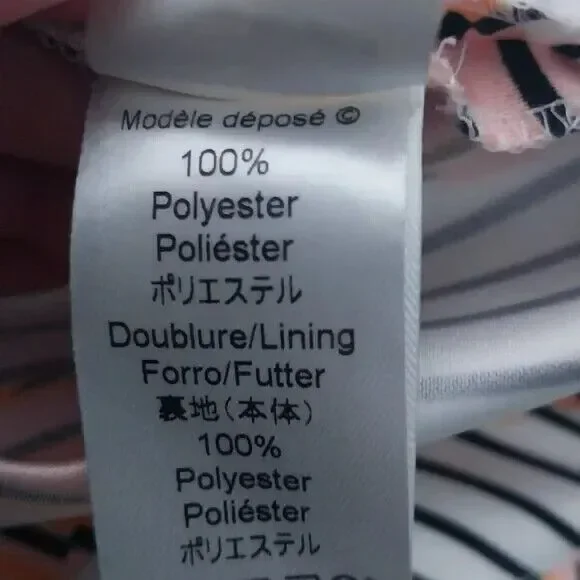 Modèle déposé ©
100%
Polyester
Poliéster
ポリエステル
Doublure/Lining
Forro/Futter
裏地(本体)
100%
Polyester
Poliéster
ポリエステル